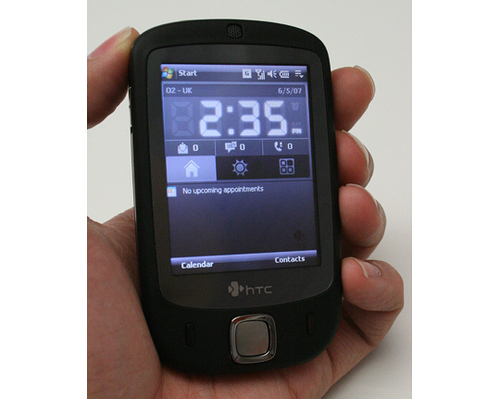 Start
O2 - UK 6/5/07
2:35 PM
0 0 0
No upcoming appointments
Calendar Contacts
hTC